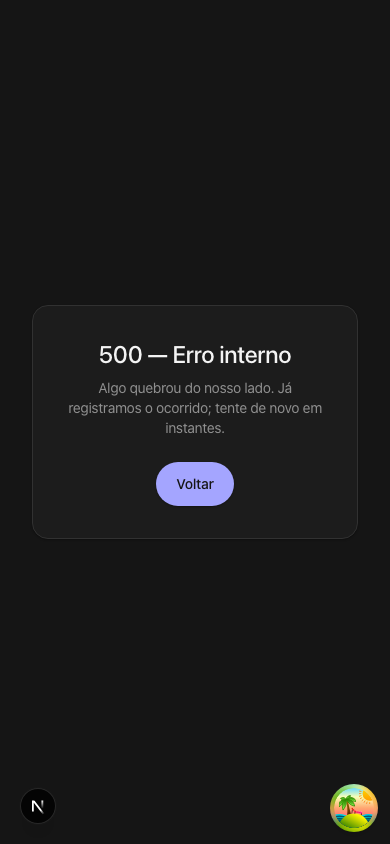 500 — Erro interno
Algo quebrou do nosso lado. Já
registramos o ocorrido; tente de novo em
instantes.
Voltar
N